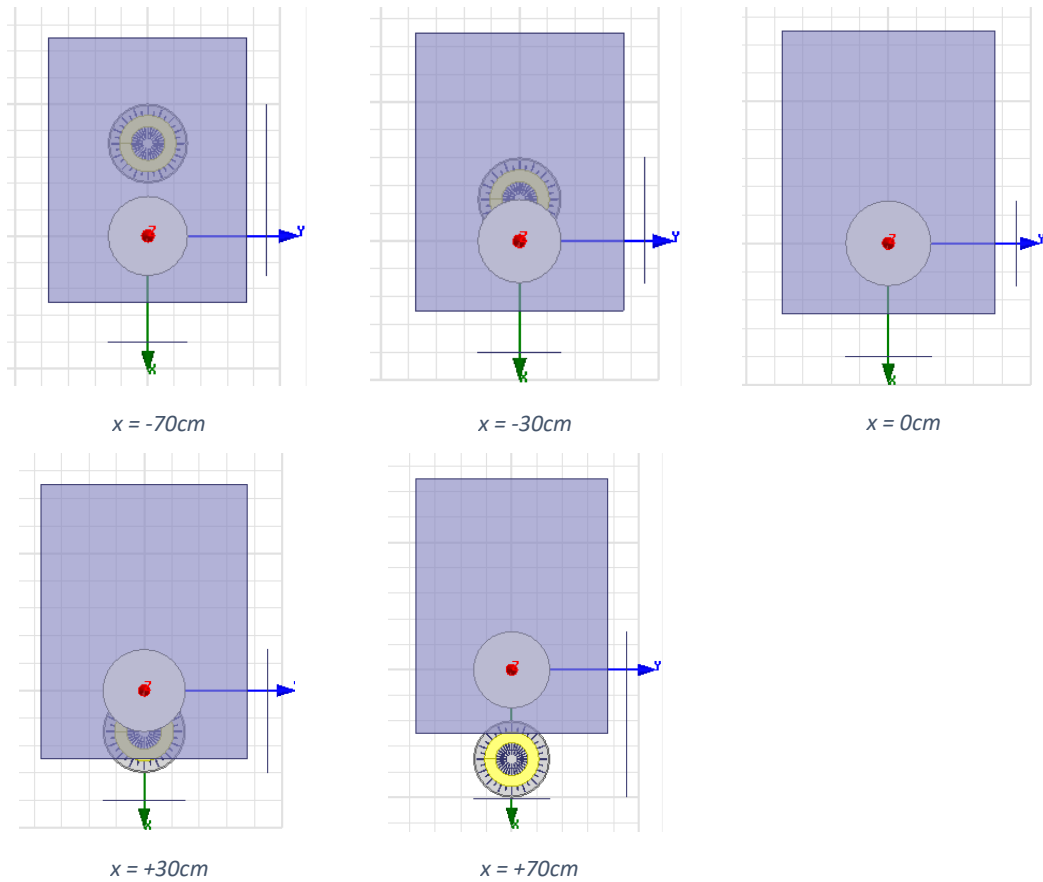 Z
Y
X
x = -70cm
Z
Y
X
x = -30cm
Z
Y
X
x = 0cm
Z
X
x = +30cm
Z
Y
X
x = +70cm